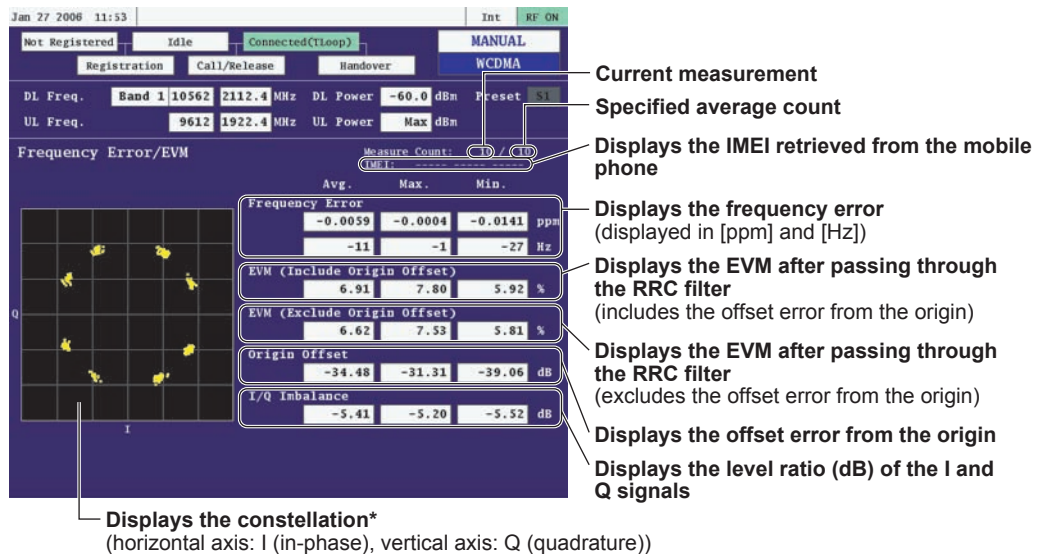 Jan 27 2006 11:53 Int RF ON
Not Registered Idle Connected(TLoop) MANUAL
Registration Call/Release Handover WCDMA
DL Freq. Band 1 10562 2112.4 MHz DL Power -60.0 dBm Preset S1
UL Freq. 9612 1922.4 MHz UL Power Max dBm
Frequency Error/EVM Measure Count: 10 / 10
IMEI: ----- ----- -----
Avg. Max. Min.
Frequency Error
-0.0059 -0.0004 -0.0141 ppm
-11 -1 -27 Hz
EVM (Include Origin Offset)
6.91 7.80 5.92 %
EVM (Exclude Origin Offset)
6.62 7.53 5.81 %
Origin Offset
-34.48 -31.31 -39.06 dB
I/Q Imbalance
-5.41 -5.20 -5.52 dB
Q
I
Current measurement
Specified average count
Displays the IMEI retrieved from the mobile
phone
Displays the frequency error
(displayed in [ppm] and [Hz])
Displays the EVM after passing through
the RRC filter
(includes the offset error from the origin)
Displays the EVM after passing through
the RRC filter
(excludes the offset error from the origin)
Displays the offset error from the origin
Displays the level ratio (dB) of the I and
Q signals
Displays the constellation*
(horizontal axis: I (in-phase), vertical axis: Q (quadrature))